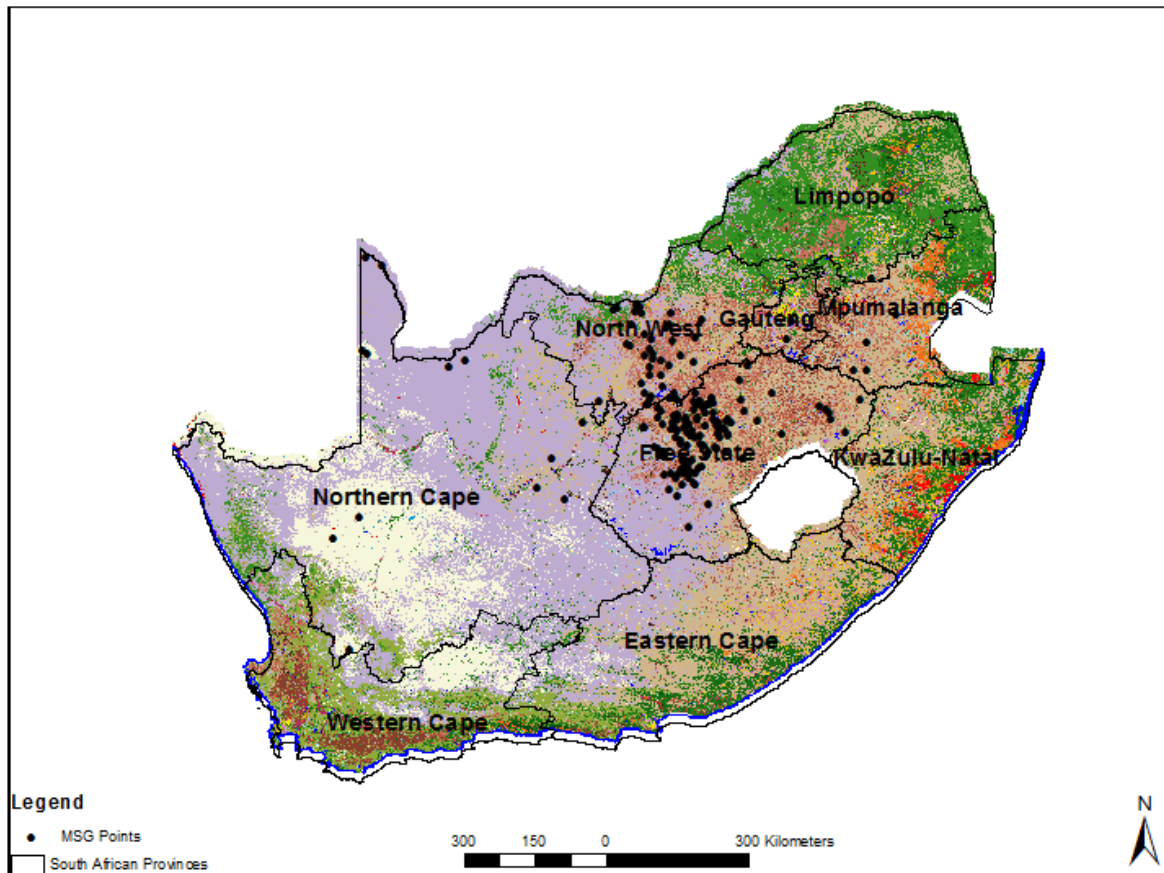 Limpopo
Mpumalanga
Gauteng
North West
Free State
KwaZulu-Natal
Northern Cape
Eastern Cape
Western Cape
Legend
MSG Points
South African Provinces
300 150 0 300 Kilometers
N